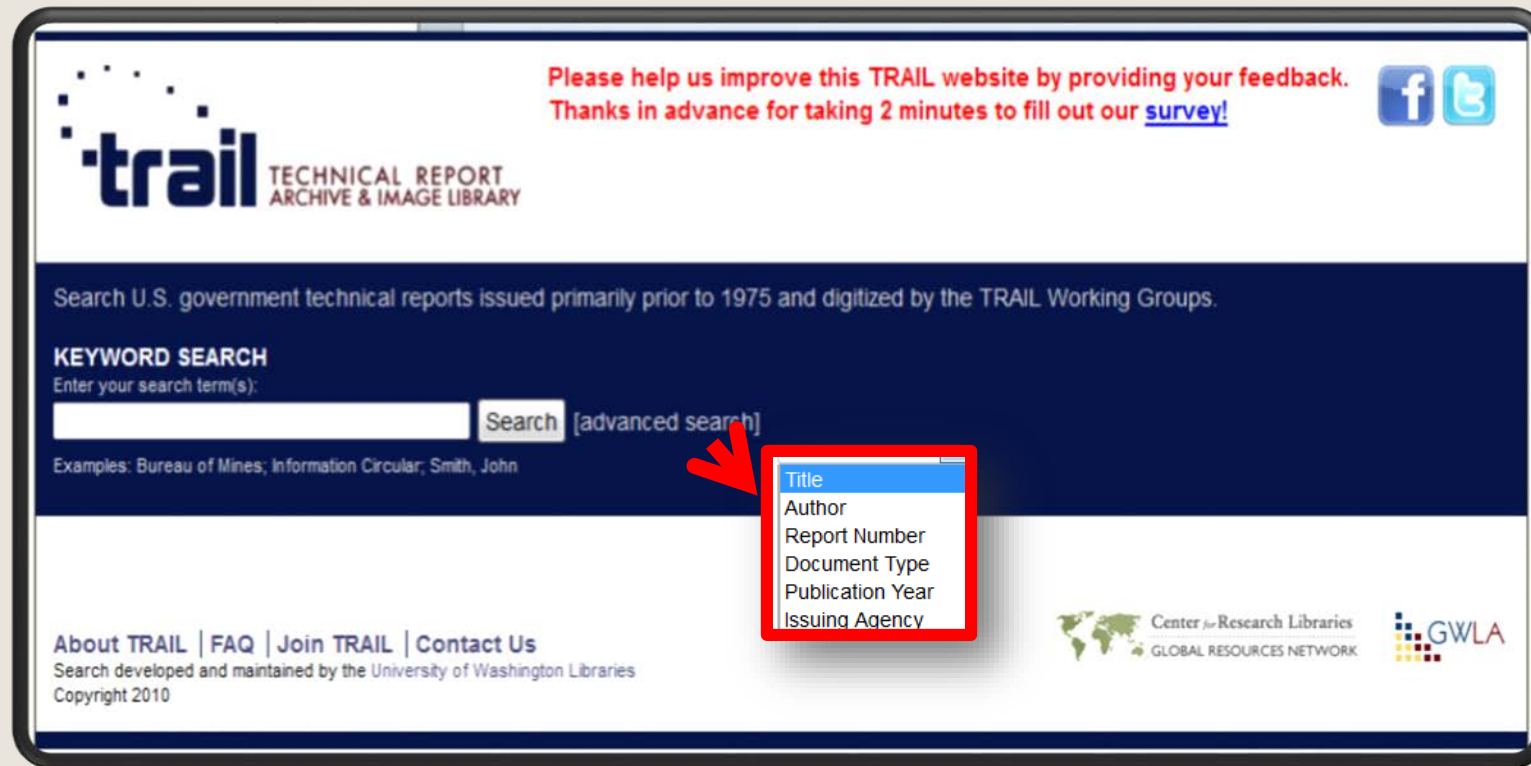 Please help us improve this TRAIL website by providing your feedback.
Thanks in advance for taking 2 minutes to fill out our survey!
trail TECHNICAL REPORT
ARCHIVE & IMAGE LIBRARY
Search U.S. government technical reports issued primarily prior to 1975 and digitized by the TRAIL Working Groups.
KEYWORD SEARCH
Enter your search term(s):
Search [advanced search]
Examples: Bureau of Mines; Information Circular; Smith, John
Title
Author
Report Number
Document Type
Publication Year
Issuing Agency
About TRAIL | FAQ | Join TRAIL | Contact Us
Search developed and maintained by the University of Washington Libraries
Copyright 2010
Center for Research Libraries
GLOBAL RESOURCES NETWORK
GWLA